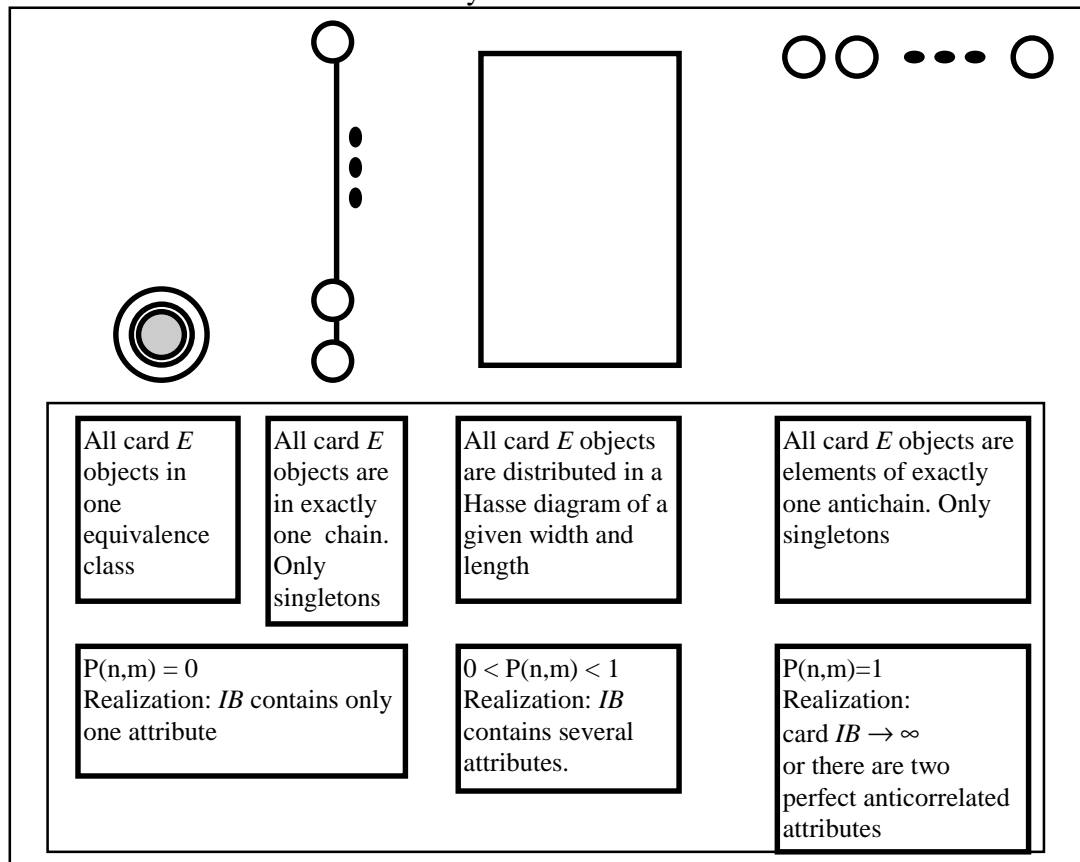 y
All card E
objects in
one
equivalence
class
All card E
objects are
in exactly
one chain.
Only
singletons
All card E objects
are distributed in a
Hasse diagram of a
given width and
length
All card E objects are
elements of exactly
one antichain. Only
singletons
P(n,m) = 0
Realization: IB contains only
one attribute
0 < P(n,m) < 1
Realization: IB
contains several
attributes.
P(n,m)=1
Realization:
card IB → ∞
or there are two
perfect anticorrelated
attributes